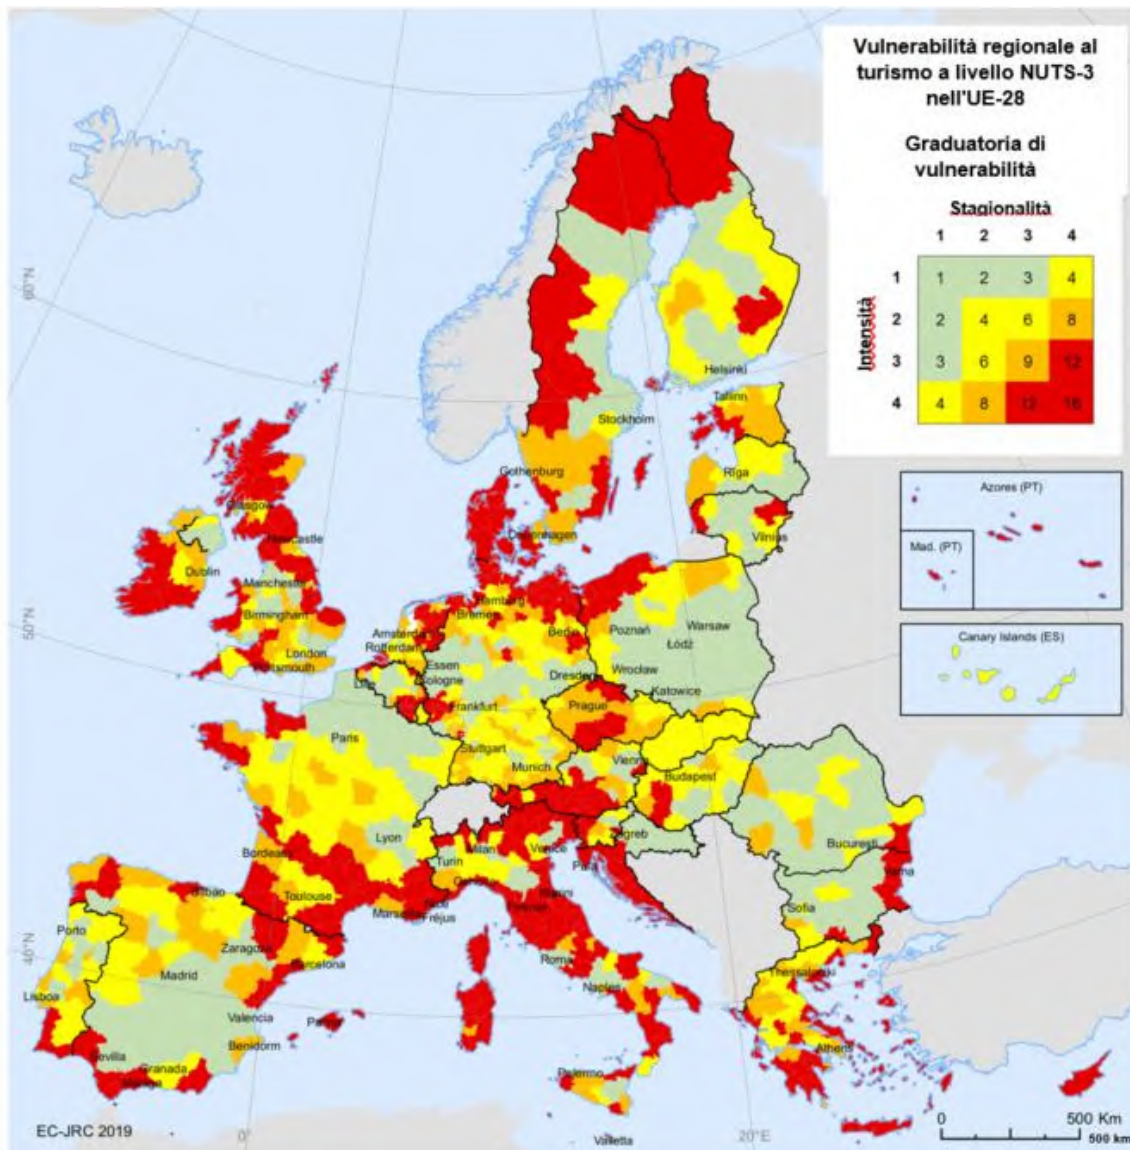 Vulnerabilità regionale al
turismo a livello NUTS-3
nell'UE-28
Graduatoria di
vulnerabilità
Stagionalità
1 2 3 4
1 1 2 3 4
2 2 4 6 8
Intensità
3 3 6 9 12
4 4 8 12 16
60°N
50°N
40°N
0°
20°E
Helsinki
Tallinn
Stockholm
Gothenburg
Rīga
Copenhagen
Vilnius
Glasgow
Newcastle
Dublin
Manchester
Birmingham
London
Portsmouth
Hamburg
Bremen
Amsterdam
Rotterdam
Berlin
Poznań
Warsaw
Łódź
Essen
Cologne
Lille
Dresden
Wrocław
Katowice
Frankfurt
Prague
Paris
Stuttgart
Munich
Vienna
Budapest
Lyon
Milan
Turin
Venice
Zagreb
Bucuresti
Varna
Bordeaux
Toulouse
Marseille
Fréjus
Rimini
Sofia
Bilbao
Porto
Zaragoza
Barcelona
Roma
Madrid
Naples
Thessaloniki
Lisboa
Valencia
Palma
Benidorm
Athens
Sevilla
Granada
Palermo
Valletta
Azores (PT)
Mad. (PT)
Canary Islands (ES)
EC-JRC 2019
0 500 Km
500 km